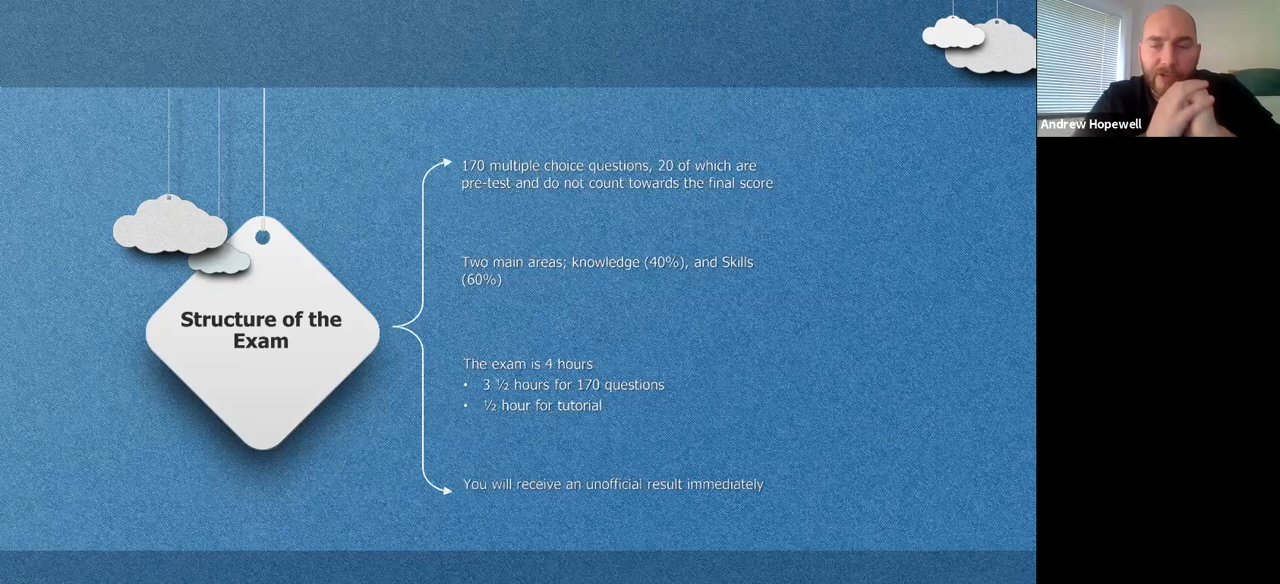 Andrew Hopewell
Structure of the
Exam
170 multiple choice questions, 20 of which are
pre-test and do not count towards the final score
Two main areas; knowledge (40%), and Skills
(60%)
The exam is 4 hours
• 3 ½ hours for 170 questions
• ½ hour for tutorial
You will receive an unofficial result immediately